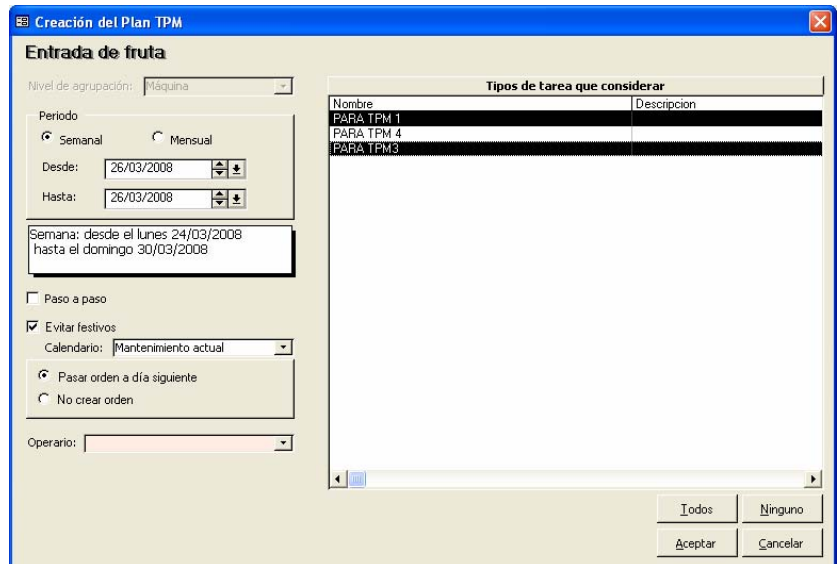 Creación del Plan TPM
Entrada de fruta
Nivel de agrupación: Máquina
Periodo
Semanal Mensual
Desde: 26/03/2008
Hasta: 26/03/2008
Semana: desde el lunes 24/03/2008
hasta el domingo 30/03/2008
Paso a paso
Evitar festivos
Calendario: Mantenimiento actual
Pasar orden a día siguiente
No crear orden
Operario:
Tipos de tarea que considerar
Nombre Descripcion
PARA TPM 1
PARA TPM 4
PARA TPM3
Todos Ninguno
Aceptar Cancelar